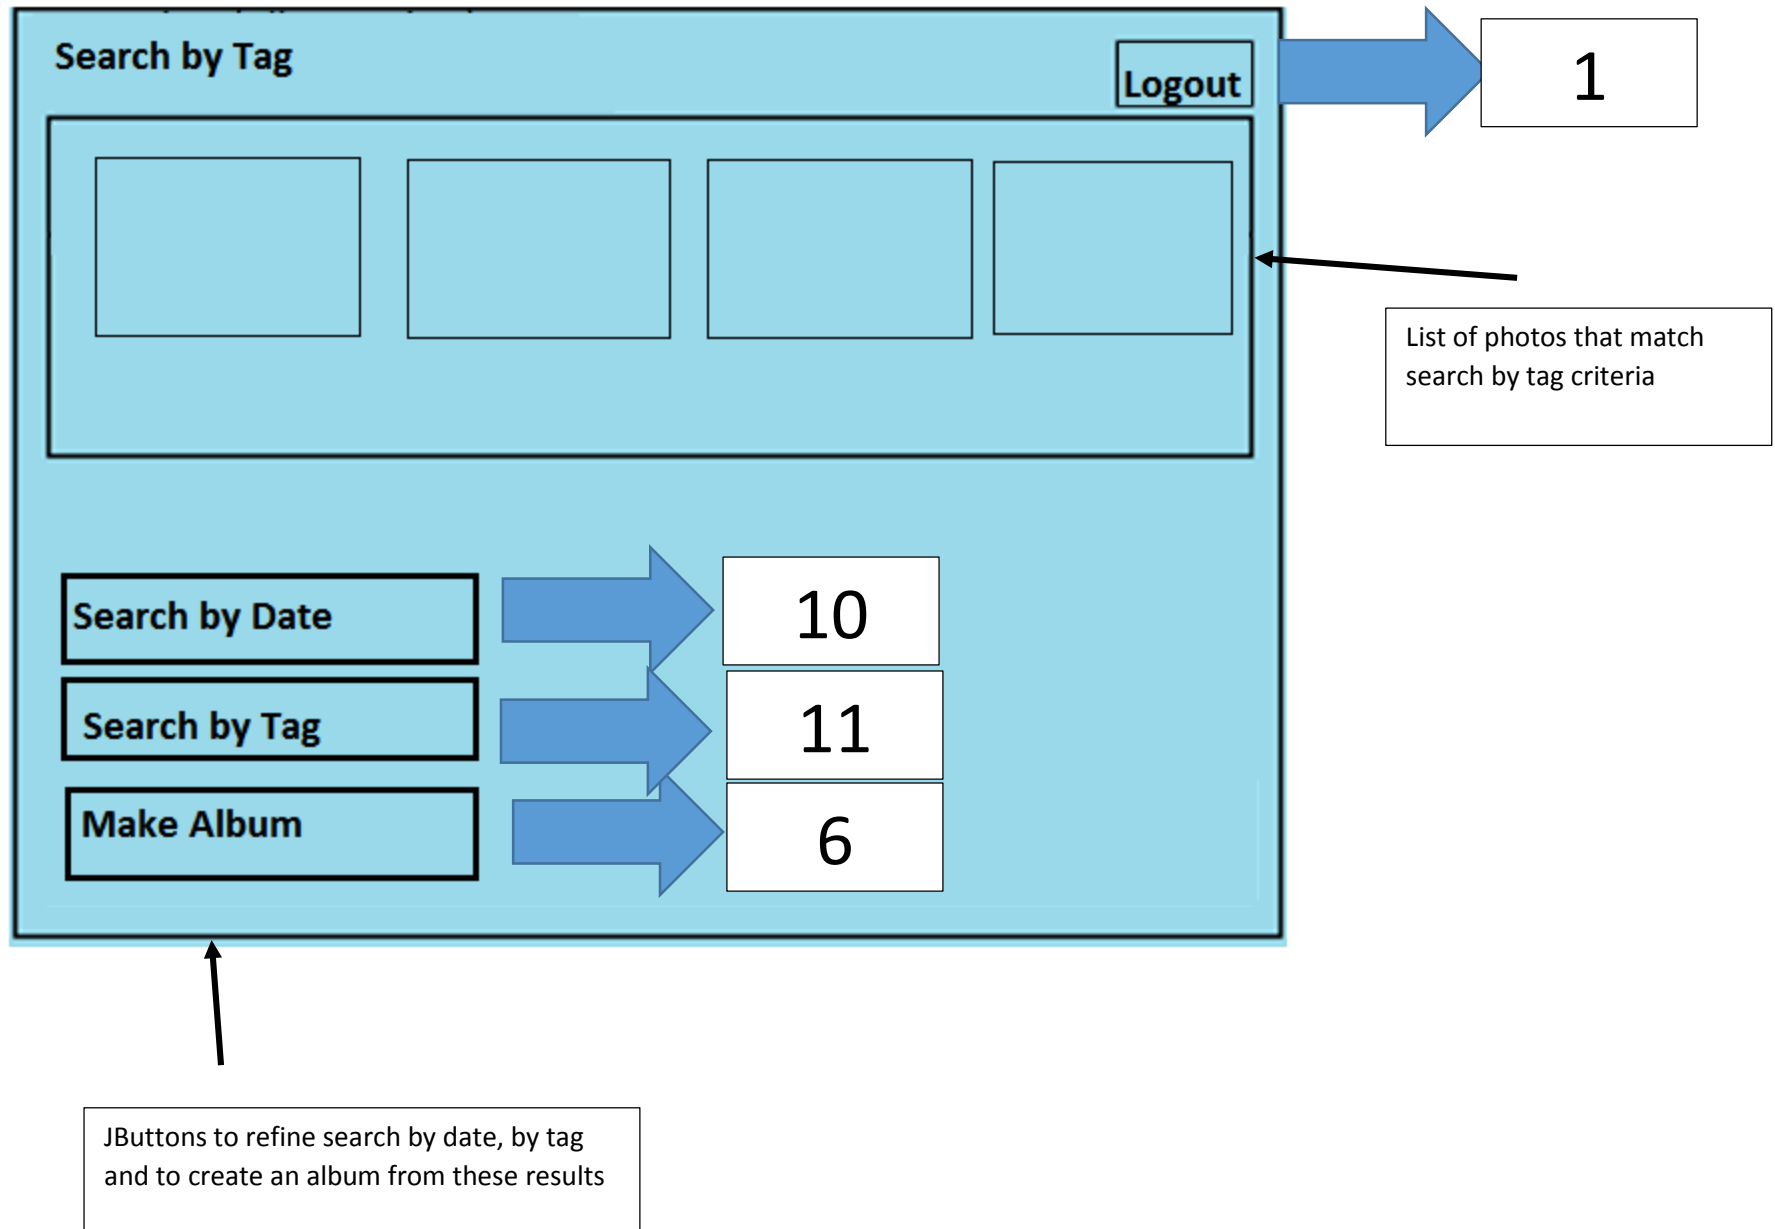 Search by Tag
Logout
1
List of photos that match
search by tag criteria
Search by Date
10
Search by Tag
11
Make Album
6
JButtons to refine search by date, by tag
and to create an album from these results